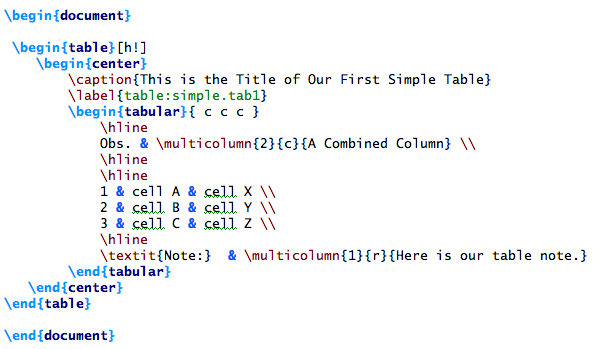 \begin{document}
\begin{table}[h!]
\begin{center}
\caption{This is the Title of Our First Simple Table}
\label{table:simple.tab1}
\begin{tabular}{ c c c }
\hline
Obs. & \multicolumn{2}{c}{A Combined Column} \\
\hline
\hline
1 & cell A & cell X \\
2 & cell B & cell Y \\
3 & cell C & cell Z \\
\hline
\textit{Note:}  & \multicolumn{1}{r}{Here is our table note.}
\end{tabular}
\end{center}
\end{table}
\end{document}